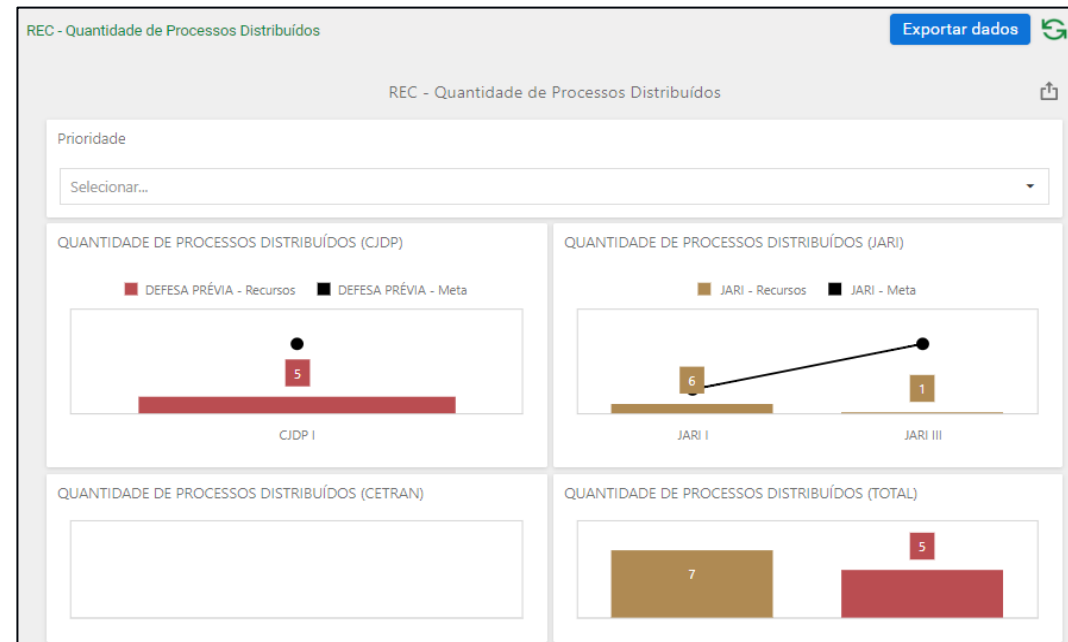 REC - Quantidade de Processos Distribuídos
Exportar dados
REC - Quantidade de Processos Distribuídos
Prioridade
Selecionar...
QUANTIDADE DE PROCESSOS DISTRIBUÍDOS (CJDP)
DEFESA PRÉVIA - Recursos DEFESA PRÉVIA - Meta
5
CJDP I
QUANTIDADE DE PROCESSOS DISTRIBUÍDOS (JARI)
JARI - Recursos JARI - Meta
6 1
JARI I JARI III
QUANTIDADE DE PROCESSOS DISTRIBUÍDOS (CETRAN)
QUANTIDADE DE PROCESSOS DISTRIBUÍDOS (TOTAL)
7 5